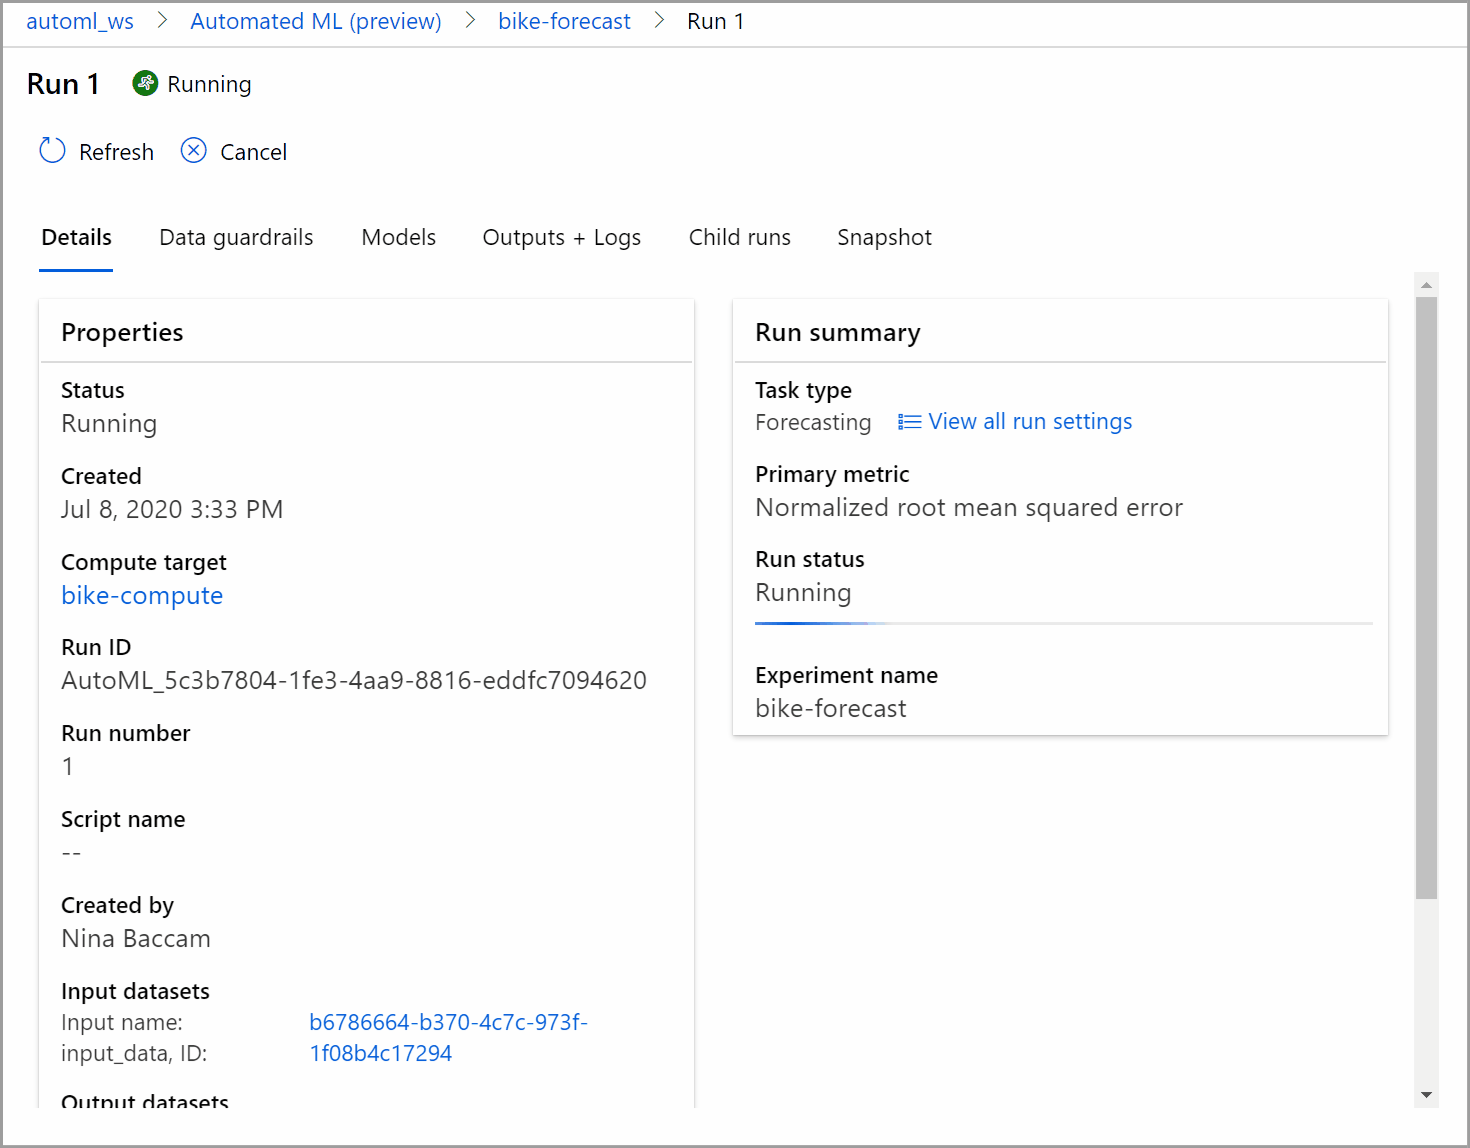 automl_ws > Automated ML (preview) > bike-forecast > Run 1
Run 1 Running
Refresh Cancel
Details Data guardrails Models Outputs + Logs Child runs Snapshot
Properties
Status
Running
Created
Jul 8, 2020 3:33 PM
Compute target
bike-compute
Run ID
AutoML_5c3b7804-1fe3-4aa9-8816-eddfc7094620
Run number
1
Script name
--
Created by
Nina Baccam
Input datasets
Input name: b6786664-b370-4c7c-973f-
input_data, ID: 1f08b4c17294
Output datasets
Run summary
Task type
Forecasting View all run settings
Primary metric
Normalized root mean squared error
Run status
Running
Experiment name
bike-forecast